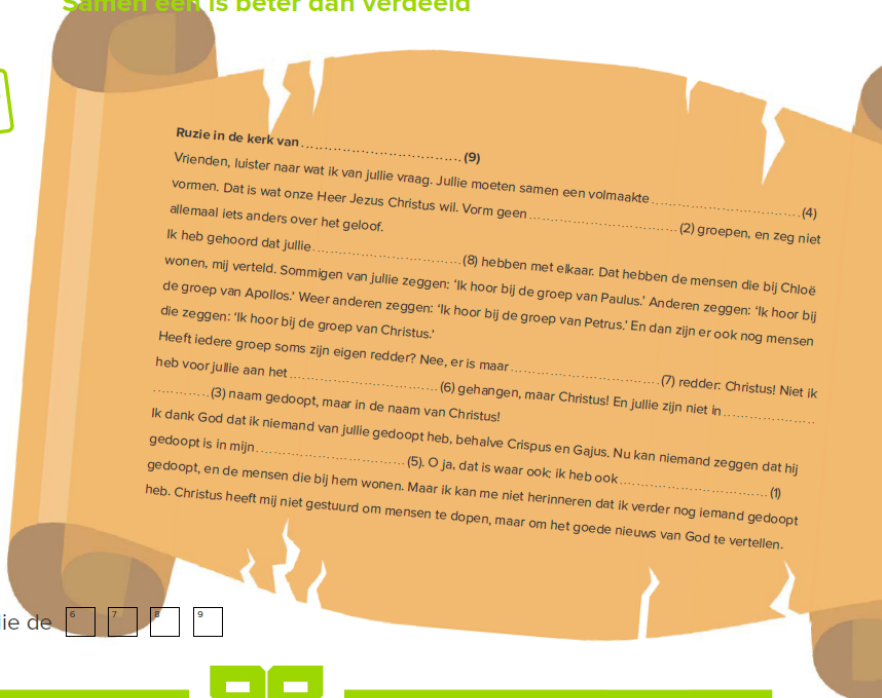 Samen één is beter dan verdeeld
Ruzie in de kerk van .................................. (9)
Vrienden, luister naar wat ik van jullie vraag. Jullie moeten samen een volmaakte ............................... (4)
vormen. Dat is wat onze Heer Jezus Christus wil. Vorm geen ............................... (2) groepen, en zeg niet
allemaal iets anders over het geloof.
Ik heb gehoord dat jullie ............................... (8) hebben met elkaar. Dat hebben de mensen die bij Chloë
wonen, mij verteld. Sommigen van jullie zeggen: ‘Ik hoor bij de groep van Paulus.’ Anderen zeggen: ‘Ik hoor bij
de groep van Apollos.’ Weer anderen zeggen: ‘Ik hoor bij de groep van Petrus.’ En dan zijn er ook nog mensen
die zeggen: ‘Ik hoor bij de groep van Christus.’
Heeft iedere groep soms zijn eigen redder? Nee, er is maar ............................... (7) redder: Christus! Niet ik
heb voor jullie aan het ............................... (6) gehangen, maar Christus! En jullie zijn niet in ...................
............ (3) naam gedoopt, maar in de naam van Christus!
Ik dank God dat ik niemand van jullie gedoopt heb, behalve Crispus en Gajus. Nu kan niemand zeggen dat hij
gedoopt is in mijn ............................... (5). O ja, dat is waar ook; ik heb ook ............................... (1)
gedoopt, en de mensen die bij hem wonen. Maar ik kan me niet herinneren dat ik verder nog iemand gedoopt
heb. Christus heeft mij niet gestuurd om mensen te dopen, maar om het goede nieuws van God te vertellen.
de 6 7 8 9